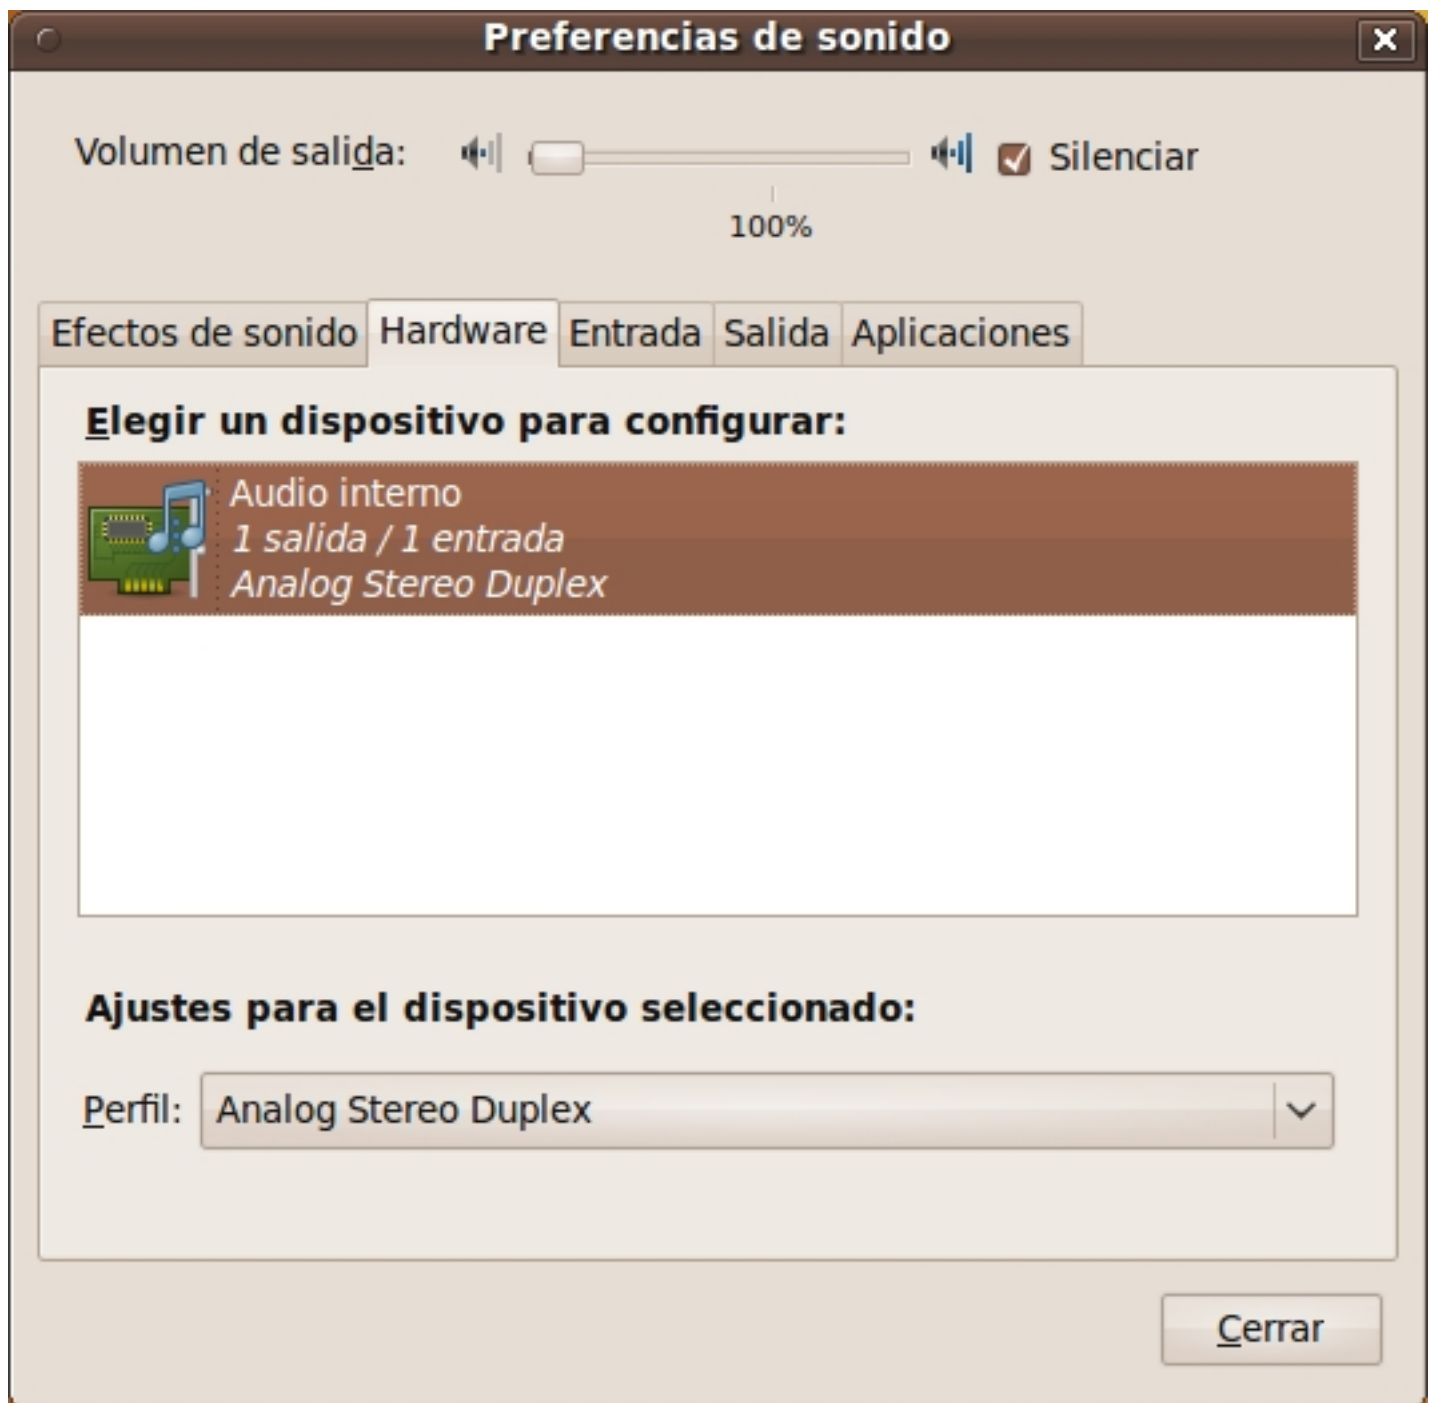 Preferencias de sonido
Volumen de salida:
Silenciar
100%
Efectos de sonido
Hardware
Entrada
Salida
Aplicaciones
Elegir un dispositivo para configurar:
Audio interno
1 salida / 1 entrada
Analog Stereo Duplex
Ajustes para el dispositivo seleccionado:
Perfil:
Analog Stereo Duplex
Cerrar